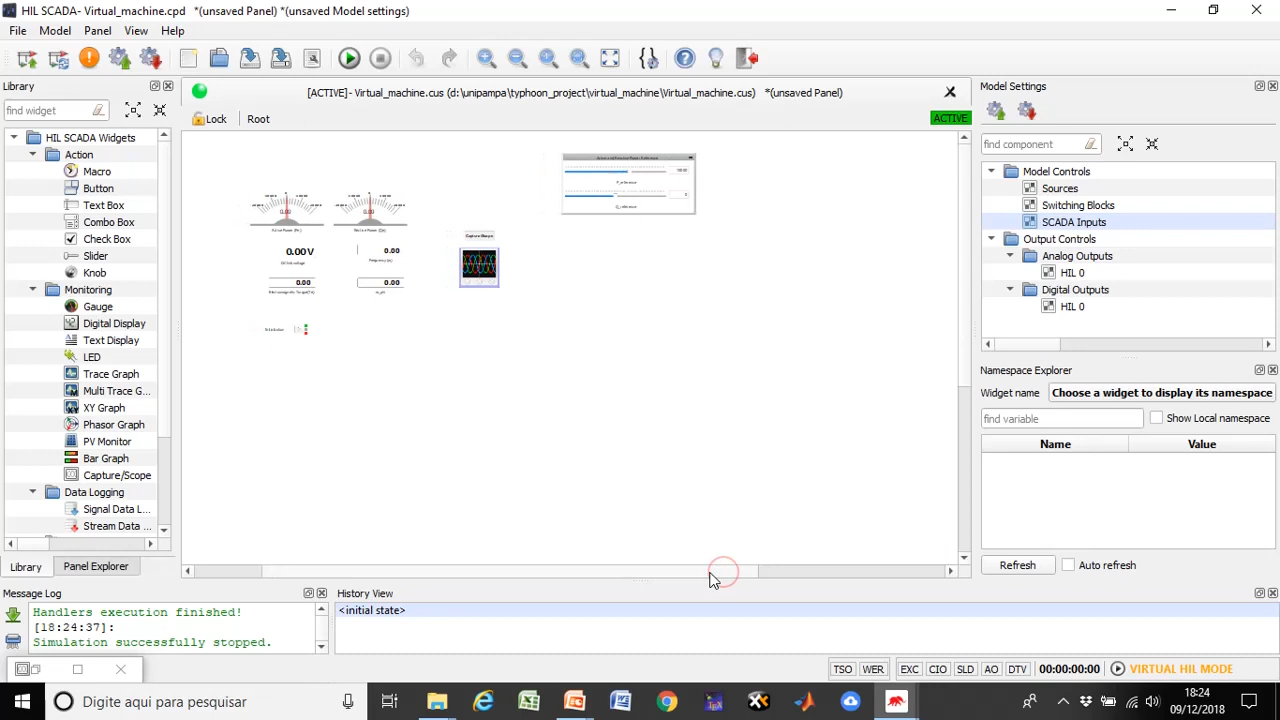 HIL SCADA- Virtual_machine.cpd *(unsaved Panel) *(unsaved Model settings)
File Model Panel View Help
Library
find widget
HIL SCADA Widgets
Action
Macro
Button
Text Box
Combo Box
Check Box
Slider
Knob
Monitoring
Gauge
Digital Display
Text Display
LED
Trace Graph
Multi Trace G...
XY Graph
Phasor Graph
PV Monitor
Bar Graph
Capture/Scope
Data Logging
Signal Data L...
Stream Data ...
Library Panel Explorer
[ACTIVE]- Virtual_machine.cus (d:\unipampa\typhoon_project\virtual_machine\Virtual_machine.cus) *(unsaved Panel)
Lock Root
ACTIVE
0.00 0.00
0.00 V 0.00
0.00 0.00
Capture/Scope
P_reference
Q_reference
Model Settings
find component
Model Controls
Sources
Switching Blocks
SCADA Inputs
Output Controls
Analog Outputs
HIL 0
Digital Outputs
HIL 0
Namespace Explorer
Widget name Choose a widget to display its namespace
find variable Show Local namespace
Name Value
Refresh Auto refresh
Message Log
Handlers execution finished!
[18:24:37]:
Simulation successfully stopped.
History View
<initial state>
TSO WER EXC CIO SLD AO DTV 00:00:00:00 VIRTUAL HIL MODE
Digite aqui para pesquisar
18:24
09/12/2018